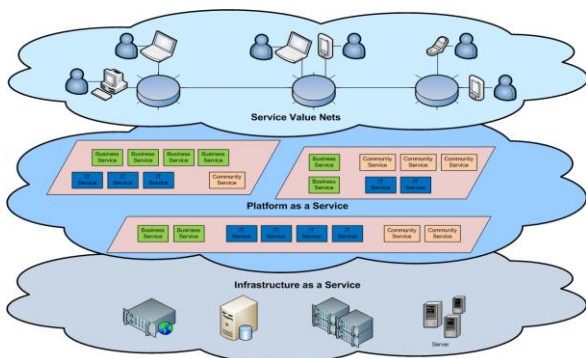 Service Value Nets
Business
Service
Business
Service
Business
Service
Business
Service
IT
Service
IT
Service
IT
Service
Community
Service
Business
Service
Community
Service
Community
Service
Community
Service
Business
Service
IT
Service
IT
Service
Platform as a Service
Business
Service
Business
Service
IT
Service
IT
Service
IT
Service
IT
Service
Community
Service
Community
Service
Infrastructure as a Service
Server